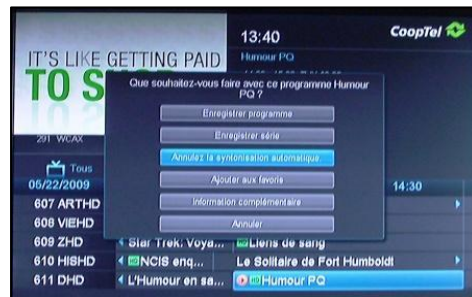 13:40
CoopTel
IT'S LIKE GETTING PAID
TO S
Humour PQ
Que souhaitez-vous faire avec ce programme Humour
PQ ?
Enregistrer programme
Enregistrer série
Annulez la syntonisation automatique.
Ajouter aux favoris
Information complémentaire
Annuler
291 WCAX
Tous
05/22/2009
14:30
607 ARTHD
608 VIEHD
609 ZHD
Star Trek: Voya...
Liens de sang
610 HISHD
NCIS enq...
Le Solitaire de Fort Humboldt
611 DHD
L'Humour en sa...
Humour PQ